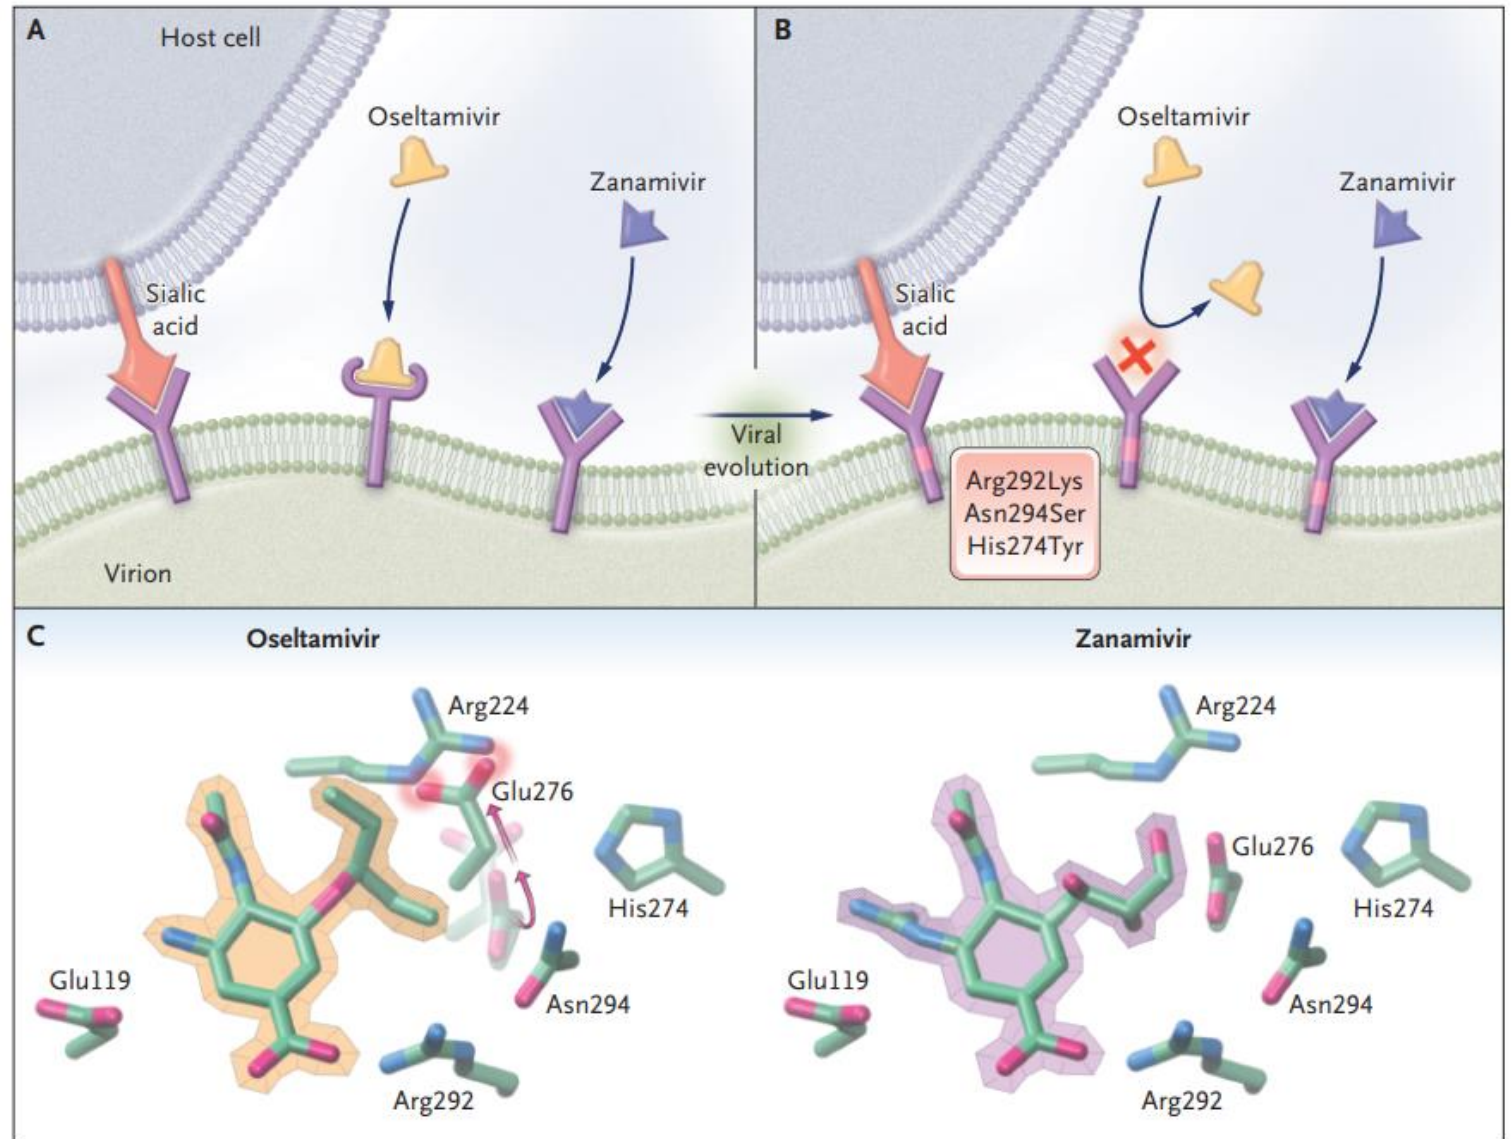 A
Host cell
Oseltamivir
Zanamivir
Sialic
acid
Virion
Viral
evolution
B
Oseltamivir
Zanamivir
Sialic
acid
Arg292Lys
Asn294Ser
His274Tyr
C
Oseltamivir
Arg224
Glu276
His274
Glu119
Asn294
Arg292
Zanamivir
Arg224
Glu276
His274
Glu119
Asn294
Arg292